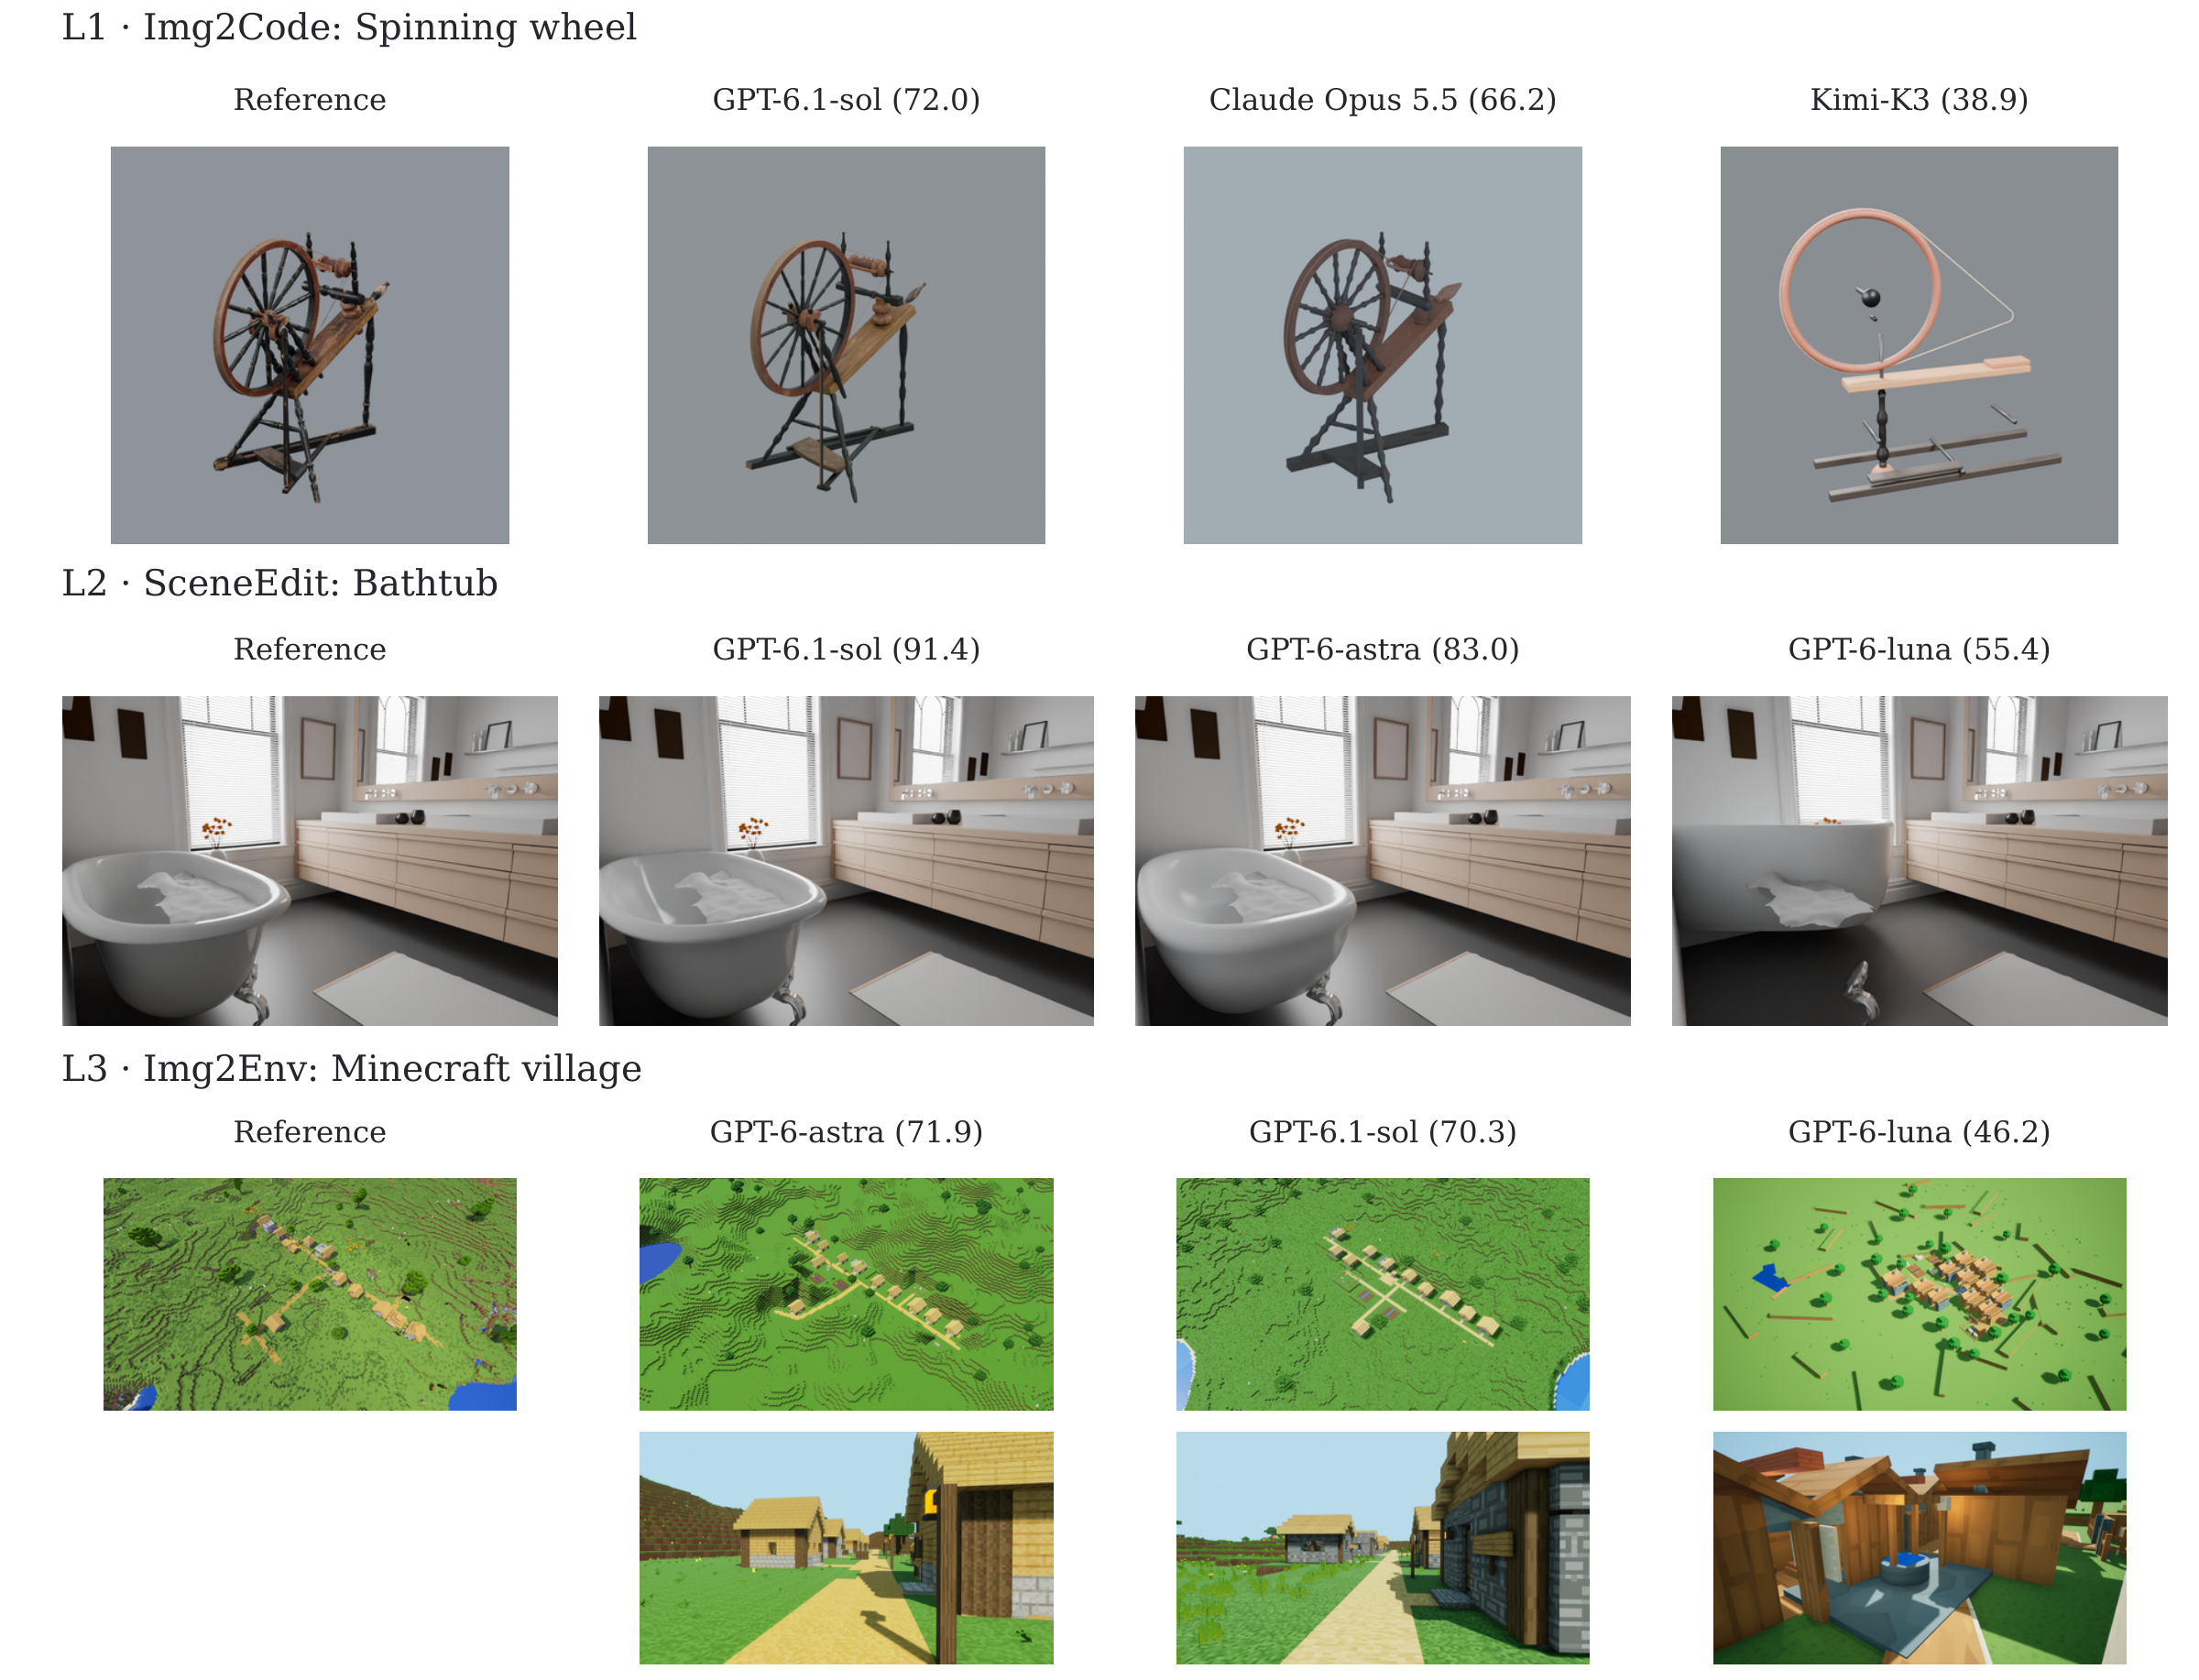 L1 · Img2Code: Spinning wheel
Reference
GPT-6.1-sol (72.0)
Claude Opus 5.5 (66.2)
Kimi-K3 (38.9)
L2 · SceneEdit: Bathtub
Reference
GPT-6.1-sol (91.4)
GPT-6-astra (83.0)
GPT-6-luna (55.4)
L3 · Img2Env: Minecraft village
Reference
GPT-6-astra (71.9)
GPT-6.1-sol (70.3)
GPT-6-luna (46.2)